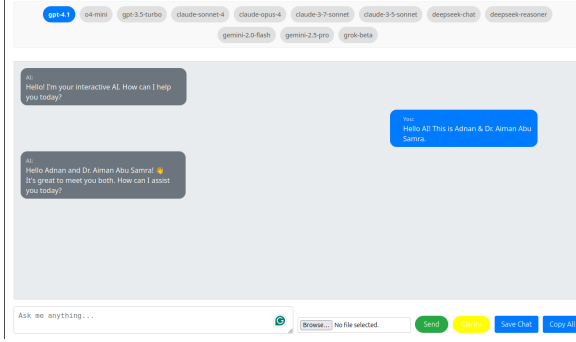 gpt-4.1 o4-mini gpt-3.5-turbo claude-sonnet-4 claude-opus-4 claude-3-7-sonnet claude-3-5-sonnet deepseek-chat deepseek-reasoner
gemini-2.0-flash gemini-2.5-pro grok-beta
AI:
Hello! I'm your interactive AI. How can I help
you today?
You:
Hello AI! This is Adnan & Dr. Aiman Abu
Samra.
AI:
Hello Adnan and Dr. Aiman Abu Samra! 👋
It's great to meet you both. How can I assist
you today?
Ask me anything...
Browse... No file selected. Send Save Chat Copy All